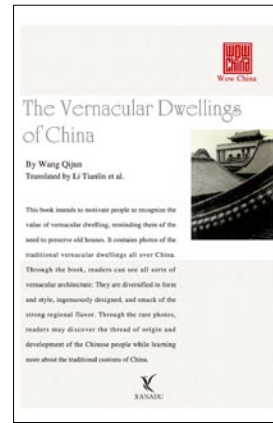 WOW
China
Wow China
The Vernacular Dwellings
of China
By Wang Qijun
Translated by Li Tianlin et al.
This book intends to motivate people to recognize the
value of vernacular dwelling, reminding them of the
need to preserve old houses. It contains photos of the
traditional vernacular dwellings all over China.
Through the book, readers can see all sorts of
vernacular architecture: They are diversified in form
and style, ingenuously designed, and smack of the
strong regional flavor. Through the rare photos,
readers may discover the thread of origin and
development of the Chinese people while learning
more about the traditional customs of China.
XANADU